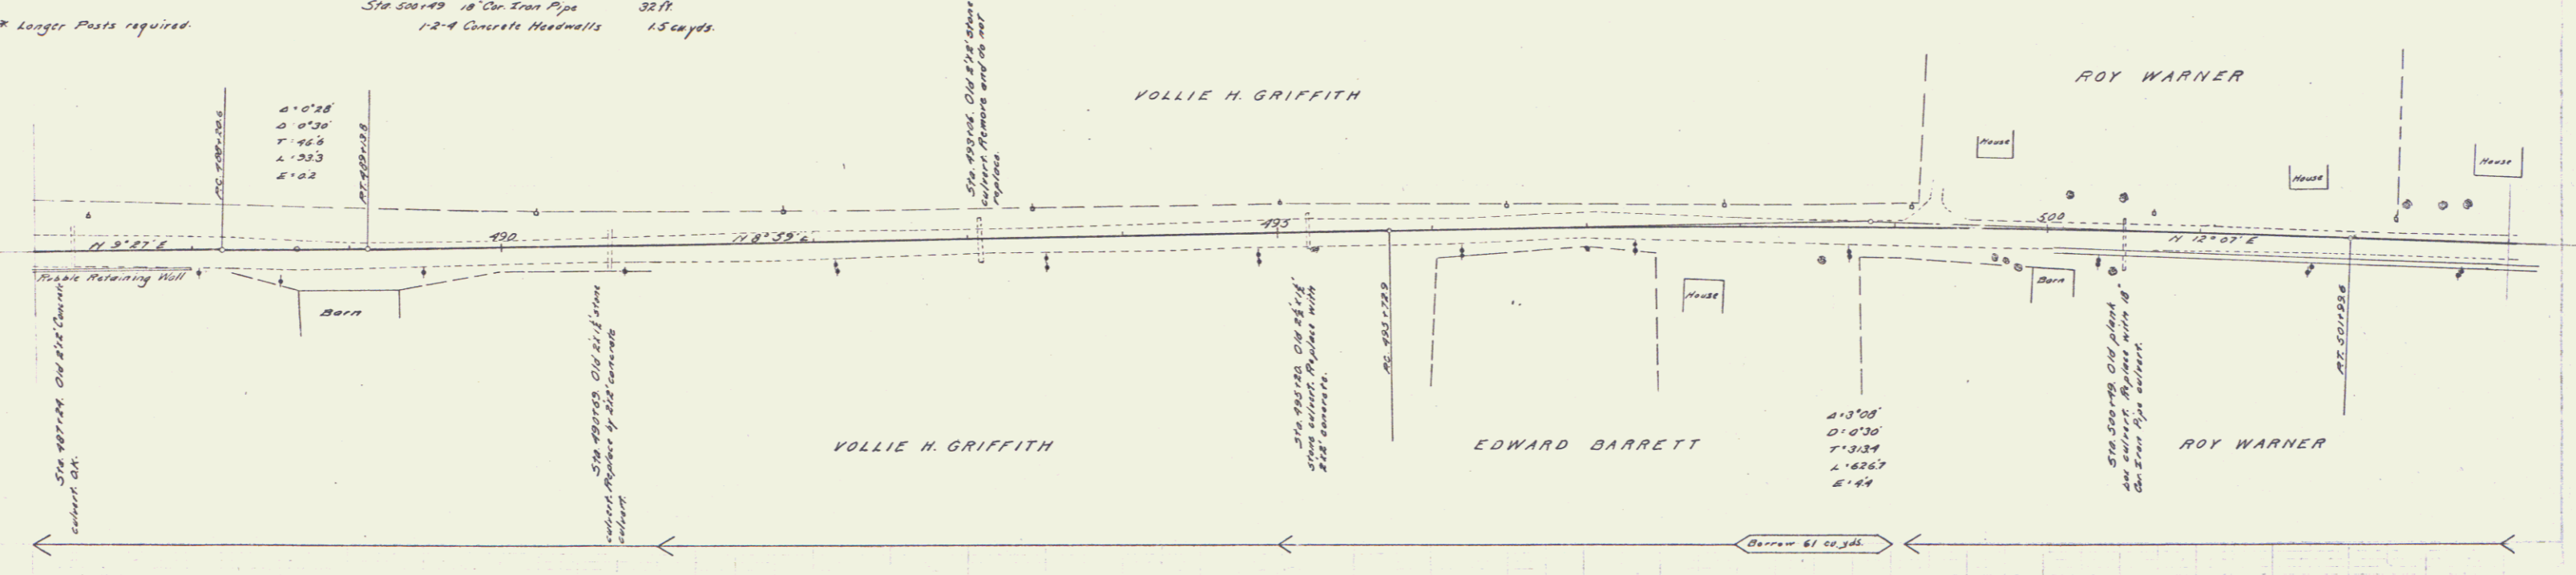 Sta. 500+49 18" Cor. Iron Pipe 32 ft.
* Longer Posts required.
1-2-4 Concrete Headwalls 1.5 cu. yds.
Sta. 493+06. Old 2'x2' Stone
culvert. Remove and do not
replace.
VOLLIE H. GRIFFITH
ROY WARNER
P.C. 488+20.6
Δ = 0°28'
D = 0°30'
T = 46.6
L = 93.3
E = 0.2
P.T. 489+13.8
House
House
House
N 9°27' E
490
N 8°59' E
495
500
N 12°07' E
Rubble Retaining Wall
Barn
House
Barn
Sta. 487+24. Old 2'x2' Concrete
culvert. O.K.
Sta. 490+69. Old 2'x1½' stone
culvert. Replace by 2'x2' concrete
culvert.
Sta. 495+20. Old 2½'x1½'
stone culvert. Replace with
2'x2' concrete.
P.C. 495+72.9
Sta. 500+49. Old plank
box culvert. Replace with 18"
Cor. Iron Pipe culvert.
P.T. 501+99.6
VOLLIE H. GRIFFITH
EDWARD BARRETT
Δ = 3°08'
D = 0°30'
T = 313.4
L = 626.7
E = 4.4
ROY WARNER
Borrow 61 cu. yds.